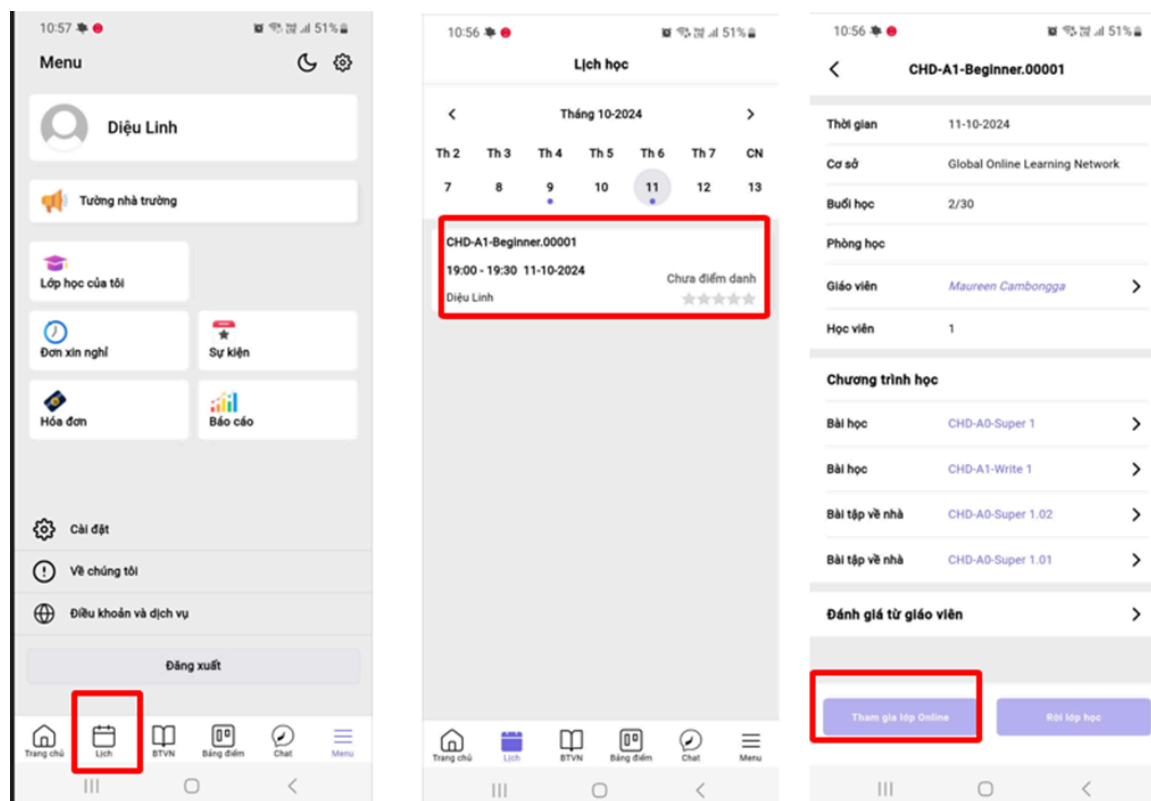 10:57 51%
Menu
Diệu Linh
Tường nhà trường
Lớp học của tôi
Đơn xin nghỉ
Sự kiện
Hóa đơn
Báo cáo
Cài đặt
Về chúng tôi
Điều khoản và dịch vụ
Đăng xuất
Trang chủ Lịch BTVN Bảng điểm Chat Menu
10:56 51%
Lịch học
Tháng 10-2024
Th 2 Th 3 Th 4 Th 5 Th 6 Th 7 CN
7 8 9 10 11 12 13
CHD-A1-Beginner.00001
19:00 - 19:30 11-10-2024
Chưa điểm danh
Diệu Linh
Trang chủ Lịch BTVN Bảng điểm Chat Menu
10:56 51%
CHD-A1-Beginner.00001
Thời gian 11-10-2024
Cơ sở Global Online Learning Network
Buổi học 2/30
Phòng học
Giáo viên Maureen Cambongga
Học viên 1
Chương trình học
Bài học CHD-A0-Super 1
Bài học CHD-A1-Write 1
Bài tập về nhà CHD-A0-Super 1.02
Bài tập về nhà CHD-A0-Super 1.01
Đánh giá từ giáo viên
Tham gia lớp Online Rời lớp học